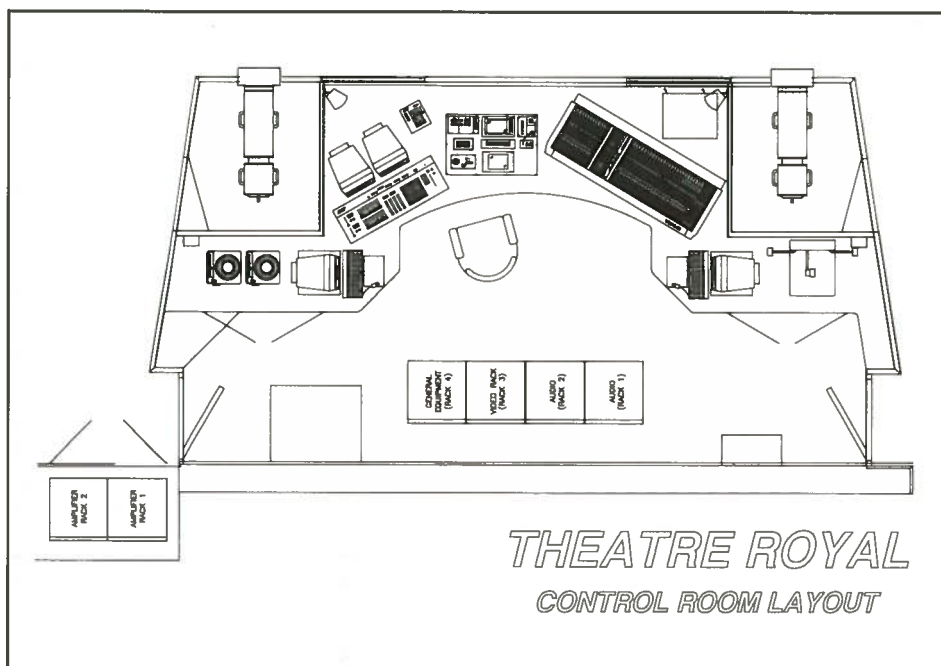 GENERAL
EQUIPMENT
(RACK 4)
VIDEO RACK
(RACK 3)
AUDIO
(RACK 2)
AUDIO
(RACK 1)
AMPLIFIER
RACK 2
AMPLIFIER
RACK 1
THEATRE ROYAL
CONTROL ROOM LAYOUT